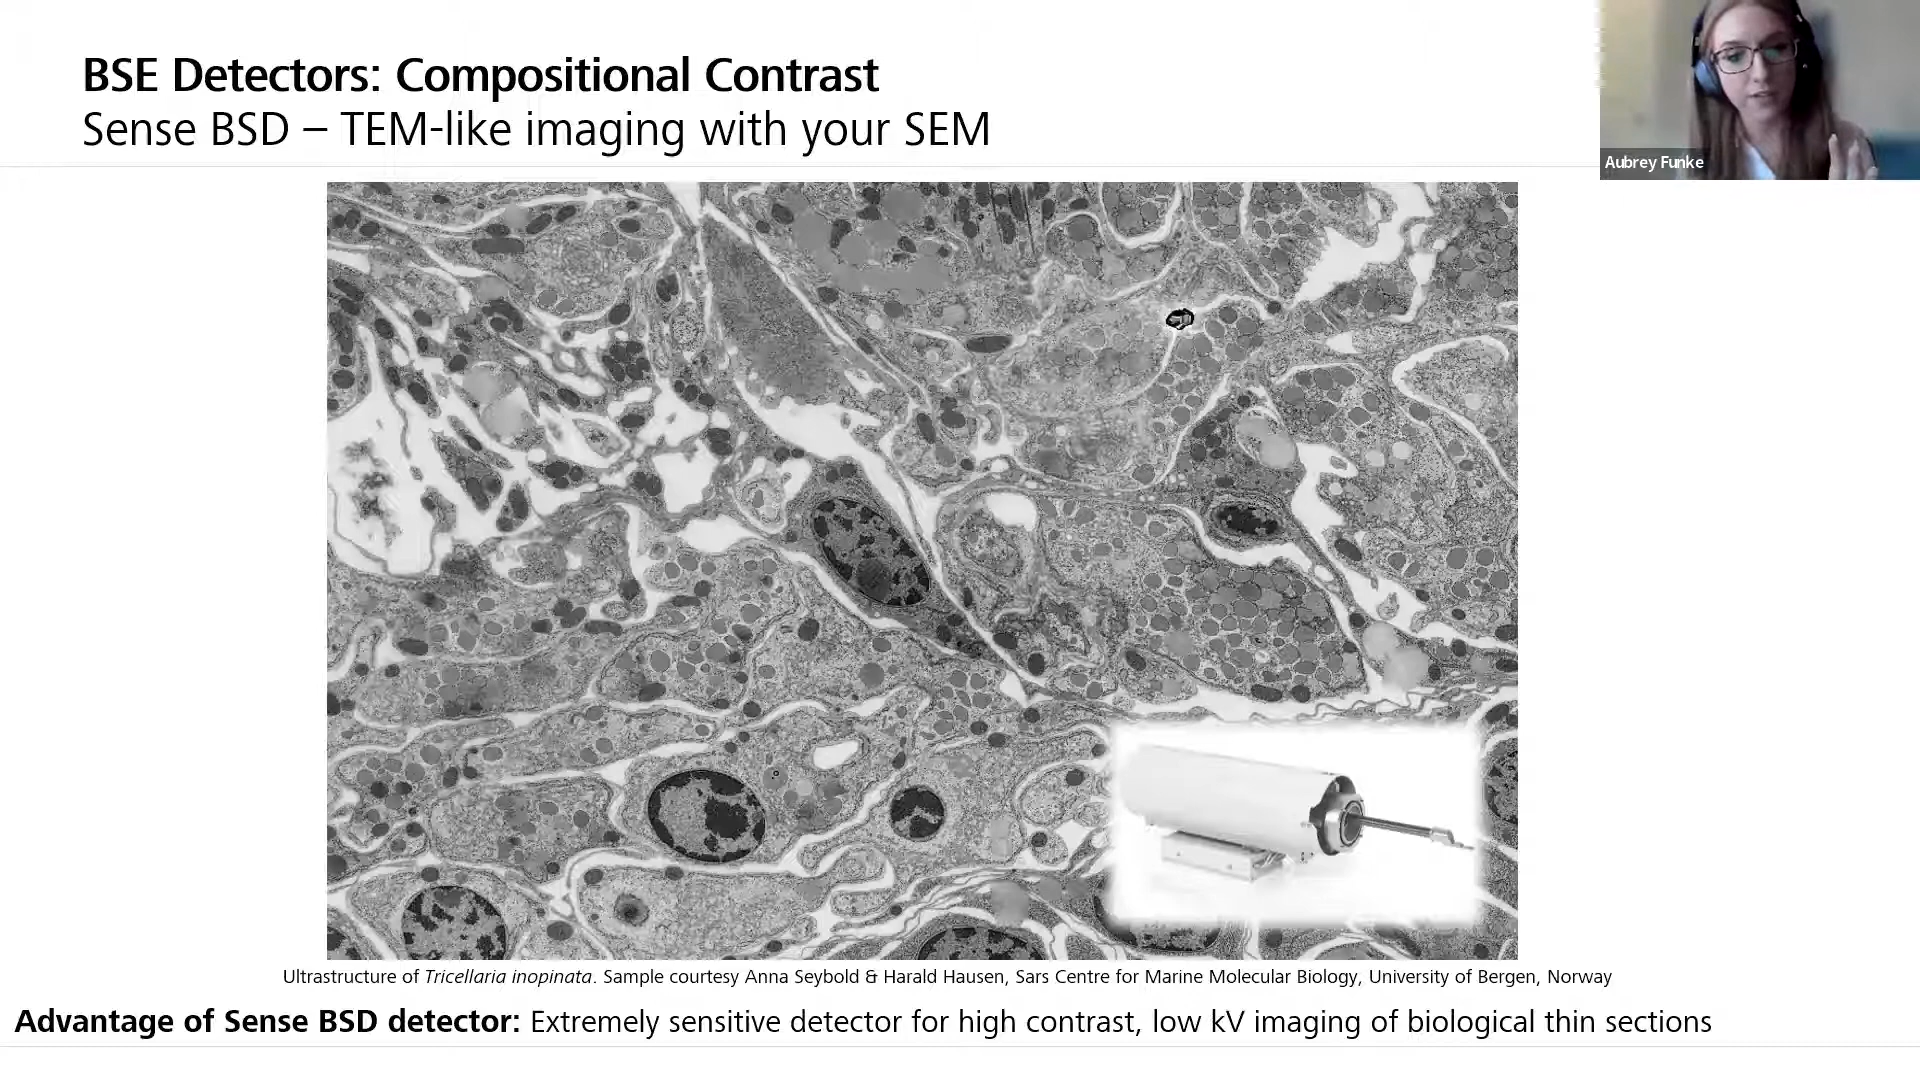 BSE Detectors: Compositional Contrast
Sense BSD – TEM-like imaging with your SEM
Aubrey Funke
Ultrastructure of Tricellaria inopinata. Sample courtesy Anna Seybold & Harald Hausen, Sars Centre for Marine Molecular Biology, University of Bergen, Norway
Advantage of Sense BSD detector: Extremely sensitive detector for high contrast, low kV imaging of biological thin sections